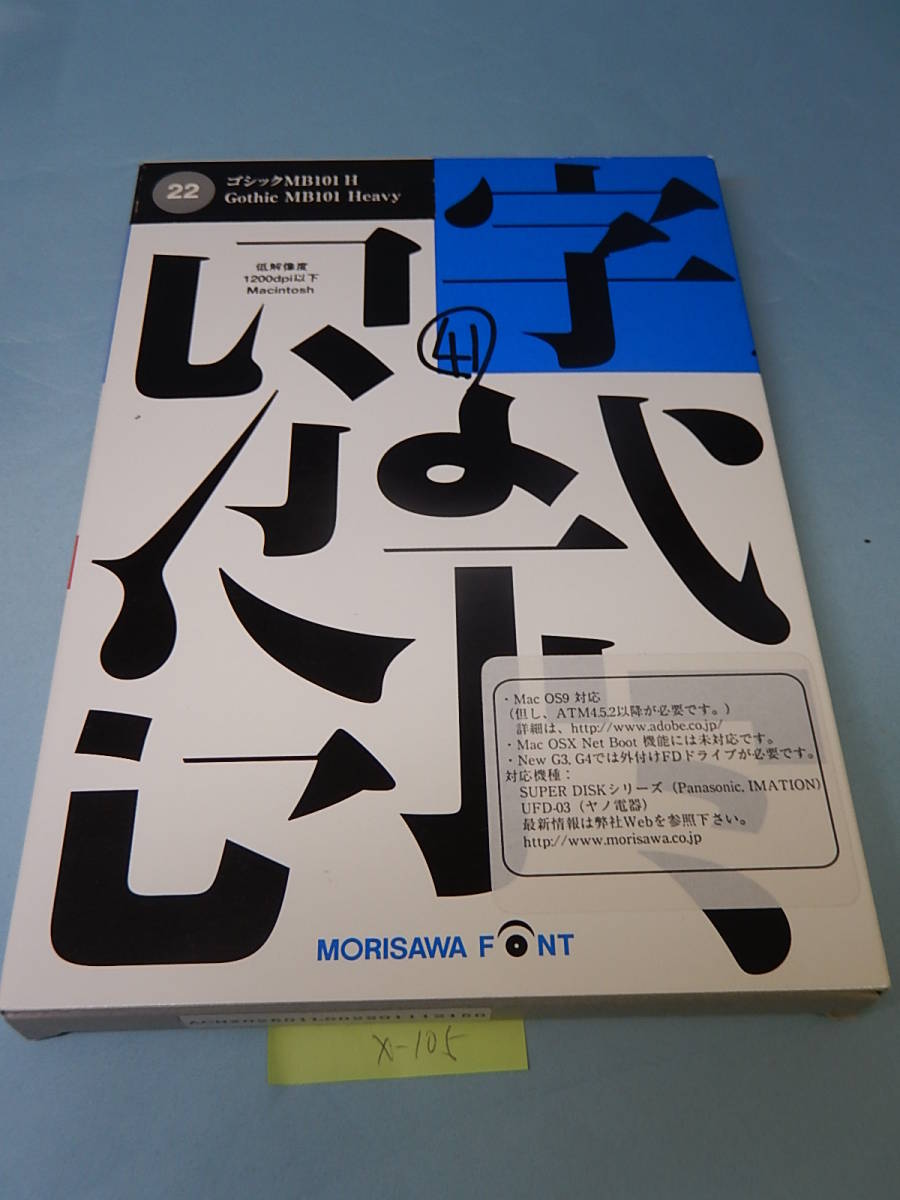 22
ゴシックMB101 H
Gothic MB101 Heavy
字
低解像度
1200dpi以下
Macintosh
41
・Mac OS9 対応
(但し、ATM4.5.2以降が必要です。)
詳細は、http://www.adobe.co.jp/
・Mac OSX Net Boot 機能には未対応です。
・New G3, G4では外付けFDドライブが必要です。
対応機種：
SUPER DISKシリーズ (Panasonic, IMATION)
UFD-03 (ヤノ電器)
最新情報は弊社Webを参照下さい。
http://www.morisawa.co.jp
MORISAWA FONT
X-105